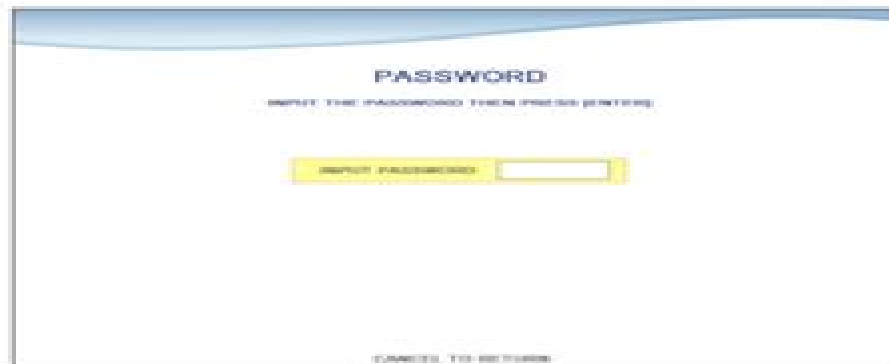 PASSWORD
INPUT THE PASSWORD THEN PRESS [ENTER]
INPUT PASSWORD
CANCEL TO RETURN